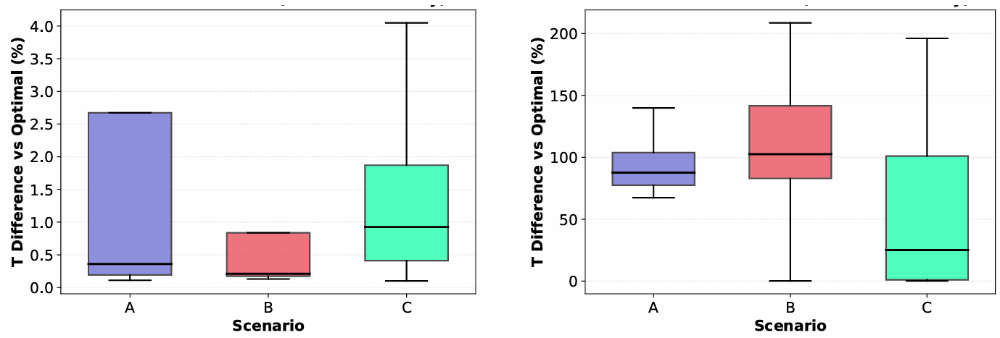 T Difference vs Optimal (%)
4.0
3.5
3.0
2.5
2.0
1.5
1.0
0.5
0.0
A
B
C
Scenario
T Difference vs Optimal (%)
200
150
100
50
0
A
B
C
Scenario